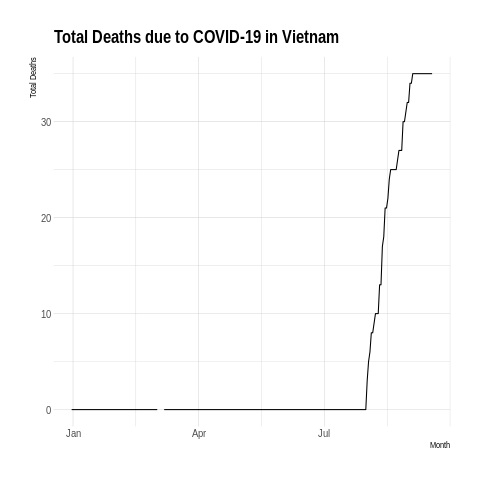 Total Deaths due to COVID-19 in Vietnam
Total Deaths
30
20
10
0
Jan Apr Jul
Month